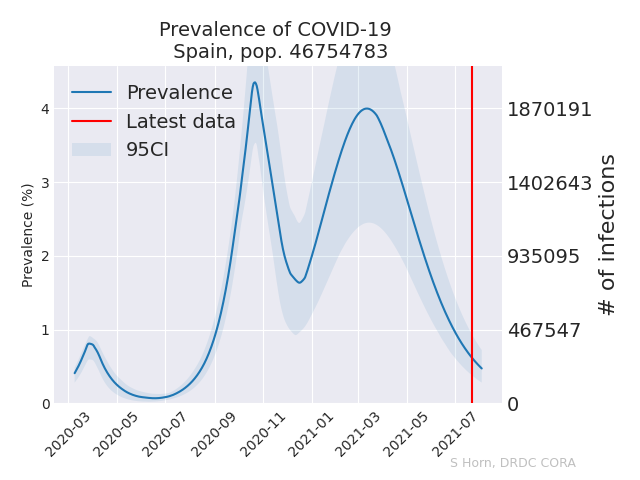 Prevalence of COVID-19
Spain, pop. 46754783
Prevalence
Latest data
95CI
Prevalence (%)
4
3
2
1
0
1870191
1402643
935095
467547
0
# of infections
2020-03
2020-05
2020-07
2020-09
2020-11
2021-01
2021-03
2021-05
2021-07
S Horn, DRDC CORA